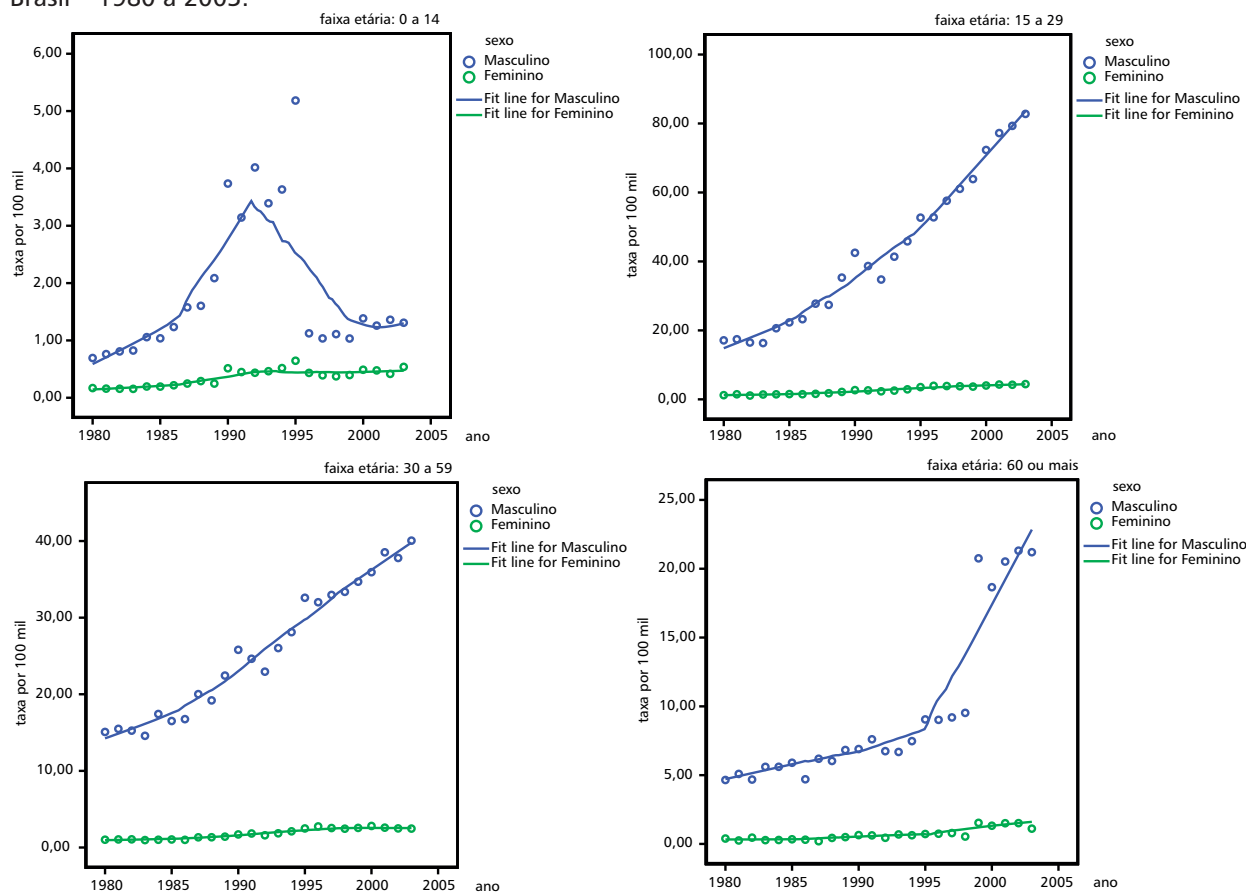 Brasil – 1980 a 2003.
faixa etária: 0 a 14
sexo
Masculino
Feminino
Fit line for Masculino
Fit line for Feminino
taxa por 100 mil
6,00
5,00
4,00
3,00
2,00
1,00
0,00
1980 1985 1990 1995 2000 2005 ano
faixa etária: 15 a 29
sexo
Masculino
Feminino
Fit line for Masculino
Fit line for Feminino
taxa por 100 mil
100,00
80,00
60,00
40,00
20,00
0,00
1980 1985 1990 1995 2000 2005 ano
faixa etária: 30 a 59
sexo
Masculino
Feminino
Fit line for Masculino
Fit line for Feminino
taxa por 100 mil
40,00
30,00
20,00
10,00
0,00
1980 1985 1990 1995 2000 2005 ano
faixa etária: 60 ou mais
sexo
Masculino
Feminino
Fit line for Masculino
Fit line for Feminino
taxa por 100 mil
25,00
20,00
15,00
10,00
5,00
0,00
1980 1985 1990 1995 2000 2005 ano